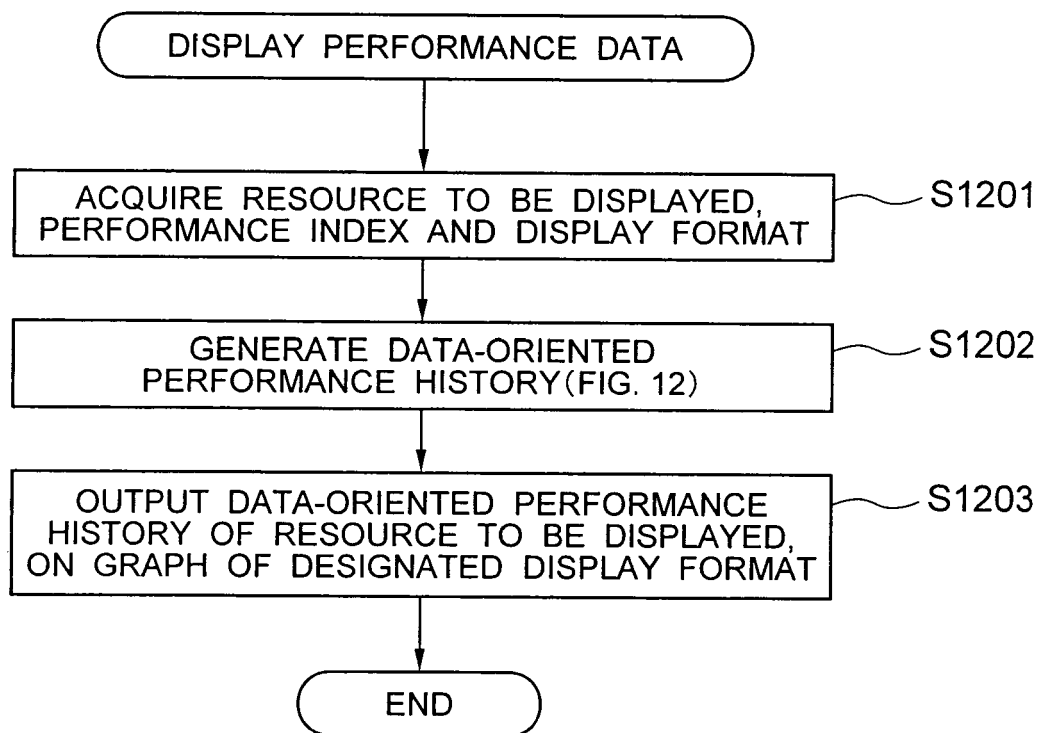 DISPLAY PERFORMANCE DATA
ACQUIRE RESOURCE TO BE DISPLAYED,
PERFORMANCE INDEX AND DISPLAY FORMAT
S1201
GENERATE DATA-ORIENTED
PERFORMANCE HISTORY(FIG. 12)
S1202
OUTPUT DATA-ORIENTED PERFORMANCE
HISTORY OF RESOURCE TO BE DISPLAYED,
ON GRAPH OF DESIGNATED DISPLAY FORMAT
S1203
END